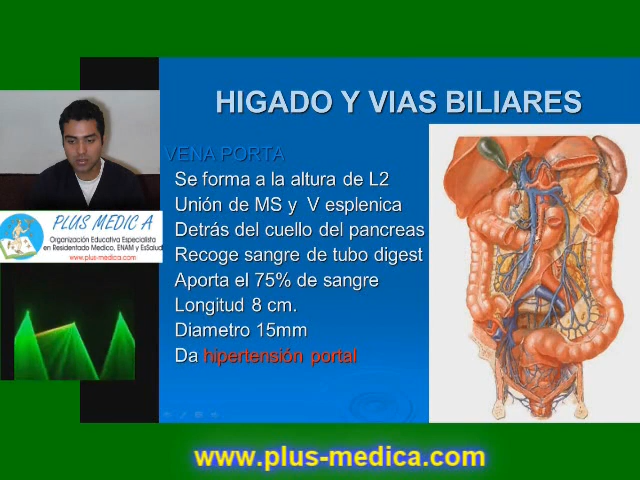 HIGADO Y VIAS BILIARES
VENA PORTA
Se forma a la altura de L2
Unión de MS y V esplenica
Detrás del cuello del pancreas
Recoge sangre de tubo digest
Aporta el 75% de sangre
Longitud 8 cm.
Diametro 15mm
Da hipertensión portal
PLUS MEDIC A
Organización Educativa Especialista
en Residentado Medico, ENAM y EsSalud
www.plus-medica.com
www.plus-medica.com